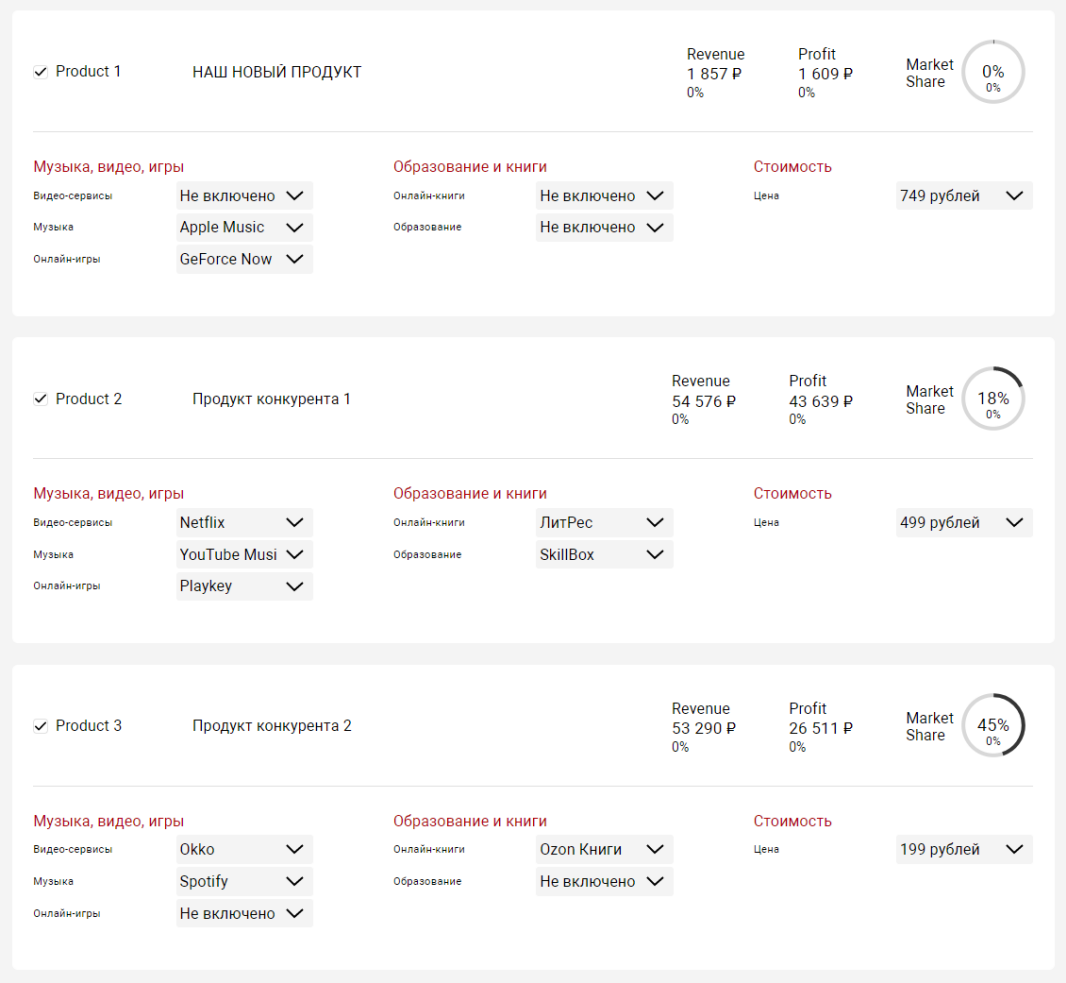 Product 1
НАШ НОВЫЙ ПРОДУКТ
Revenue
1 857 ₽
0%
Profit
1 609 ₽
0%
Market
Share
0%
0%
Музыка, видео, игры
Видео-сервисы Не включено
Музыка Apple Music
Онлайн-игры GeForce Now
Образование и книги
Онлайн-книги Не включено
Образование Не включено
Стоимость
Цена 749 рублей
Product 2
Продукт конкурента 1
Revenue
54 576 ₽
0%
Profit
43 639 ₽
0%
Market
Share
18%
0%
Музыка, видео, игры
Видео-сервисы Netflix
Музыка YouTube Musi
Онлайн-игры Playkey
Образование и книги
Онлайн-книги ЛитРес
Образование SkillBox
Стоимость
Цена 499 рублей
Product 3
Продукт конкурента 2
Revenue
53 290 ₽
0%
Profit
26 511 ₽
0%
Market
Share
45%
0%
Музыка, видео, игры
Видео-сервисы Okko
Музыка Spotify
Онлайн-игры Не включено
Образование и книги
Онлайн-книги Ozon Книги
Образование Не включено
Стоимость
Цена 199 рублей